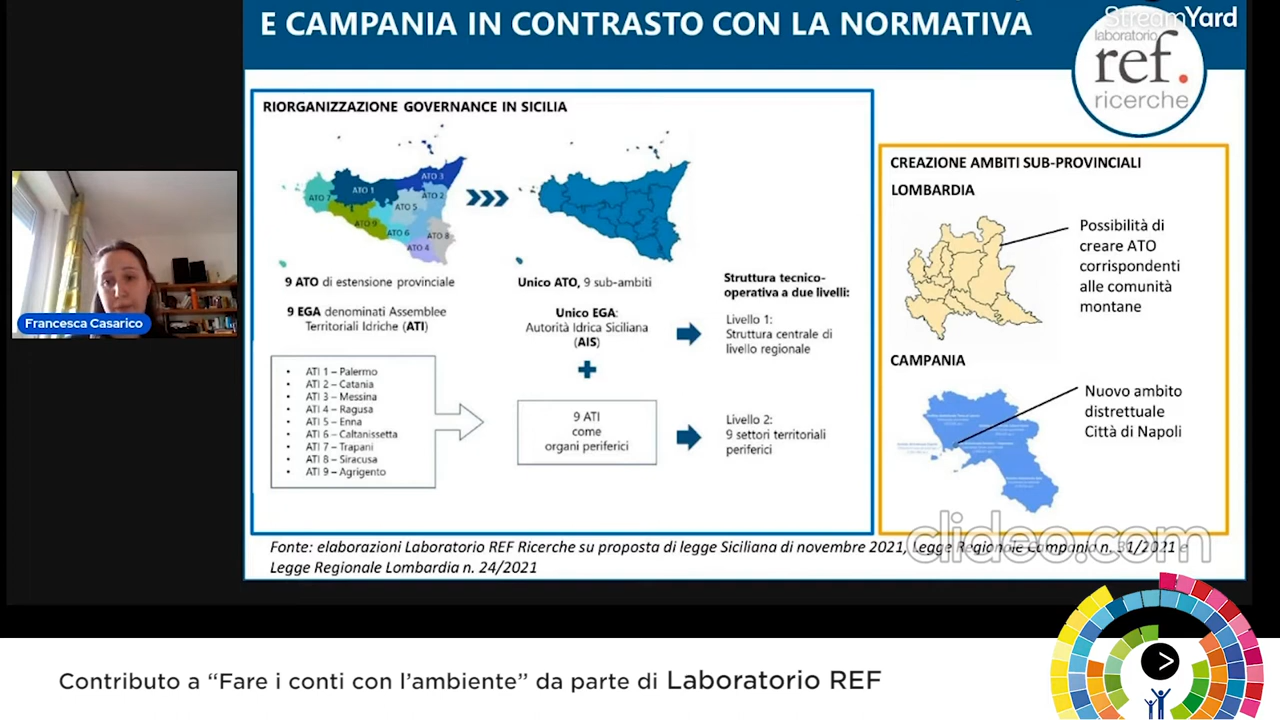 E CAMPANIA IN CONTRASTO CON LA NORMATIVA
StreamYard
laboratorio
ref.
ricerche
RIORGANIZZAZIONE GOVERNANCE IN SICILIA
ATO 7
ATO 1
ATO 3
ATO 2
ATO 5
ATO 9
ATO 6
ATO 8
ATO 4
9 ATO di estensione provinciale
9 EGA denominati Assemblee
Territoriali Idriche (ATI)
• ATI 1 – Palermo
• ATI 2 – Catania
• ATI 3 – Messina
• ATI 4 – Ragusa
• ATI 5 – Enna
• ATI 6 – Caltanissetta
• ATI 7 – Trapani
• ATI 8 – Siracusa
• ATI 9 – Agrigento
Unico ATO, 9 sub-ambiti
Unico EGA:
Autorità Idrica Siciliana
(AIS)
9 ATI
come
organi periferici
Struttura tecnico-
operativa a due livelli:
Livello 1:
Struttura centrale di
livello regionale
Livello 2:
9 settori territoriali
periferici
CREAZIONE AMBITI SUB-PROVINCIALI
LOMBARDIA
Possibilità di
creare ATO
corrispondenti
alle comunità
montane
CAMPANIA
Nuovo ambito
distrettuale
Città di Napoli
Fonte: elaborazioni Laboratorio REF Ricerche su proposta di legge Siciliana di novembre 2021, Legge Regionale Campania n. 31/2021 e
Legge Regionale Lombardia n. 24/2021
clideo.com
Francesca Casarico
Contributo a “Fare i conti con l’ambiente” da parte di Laboratorio REF